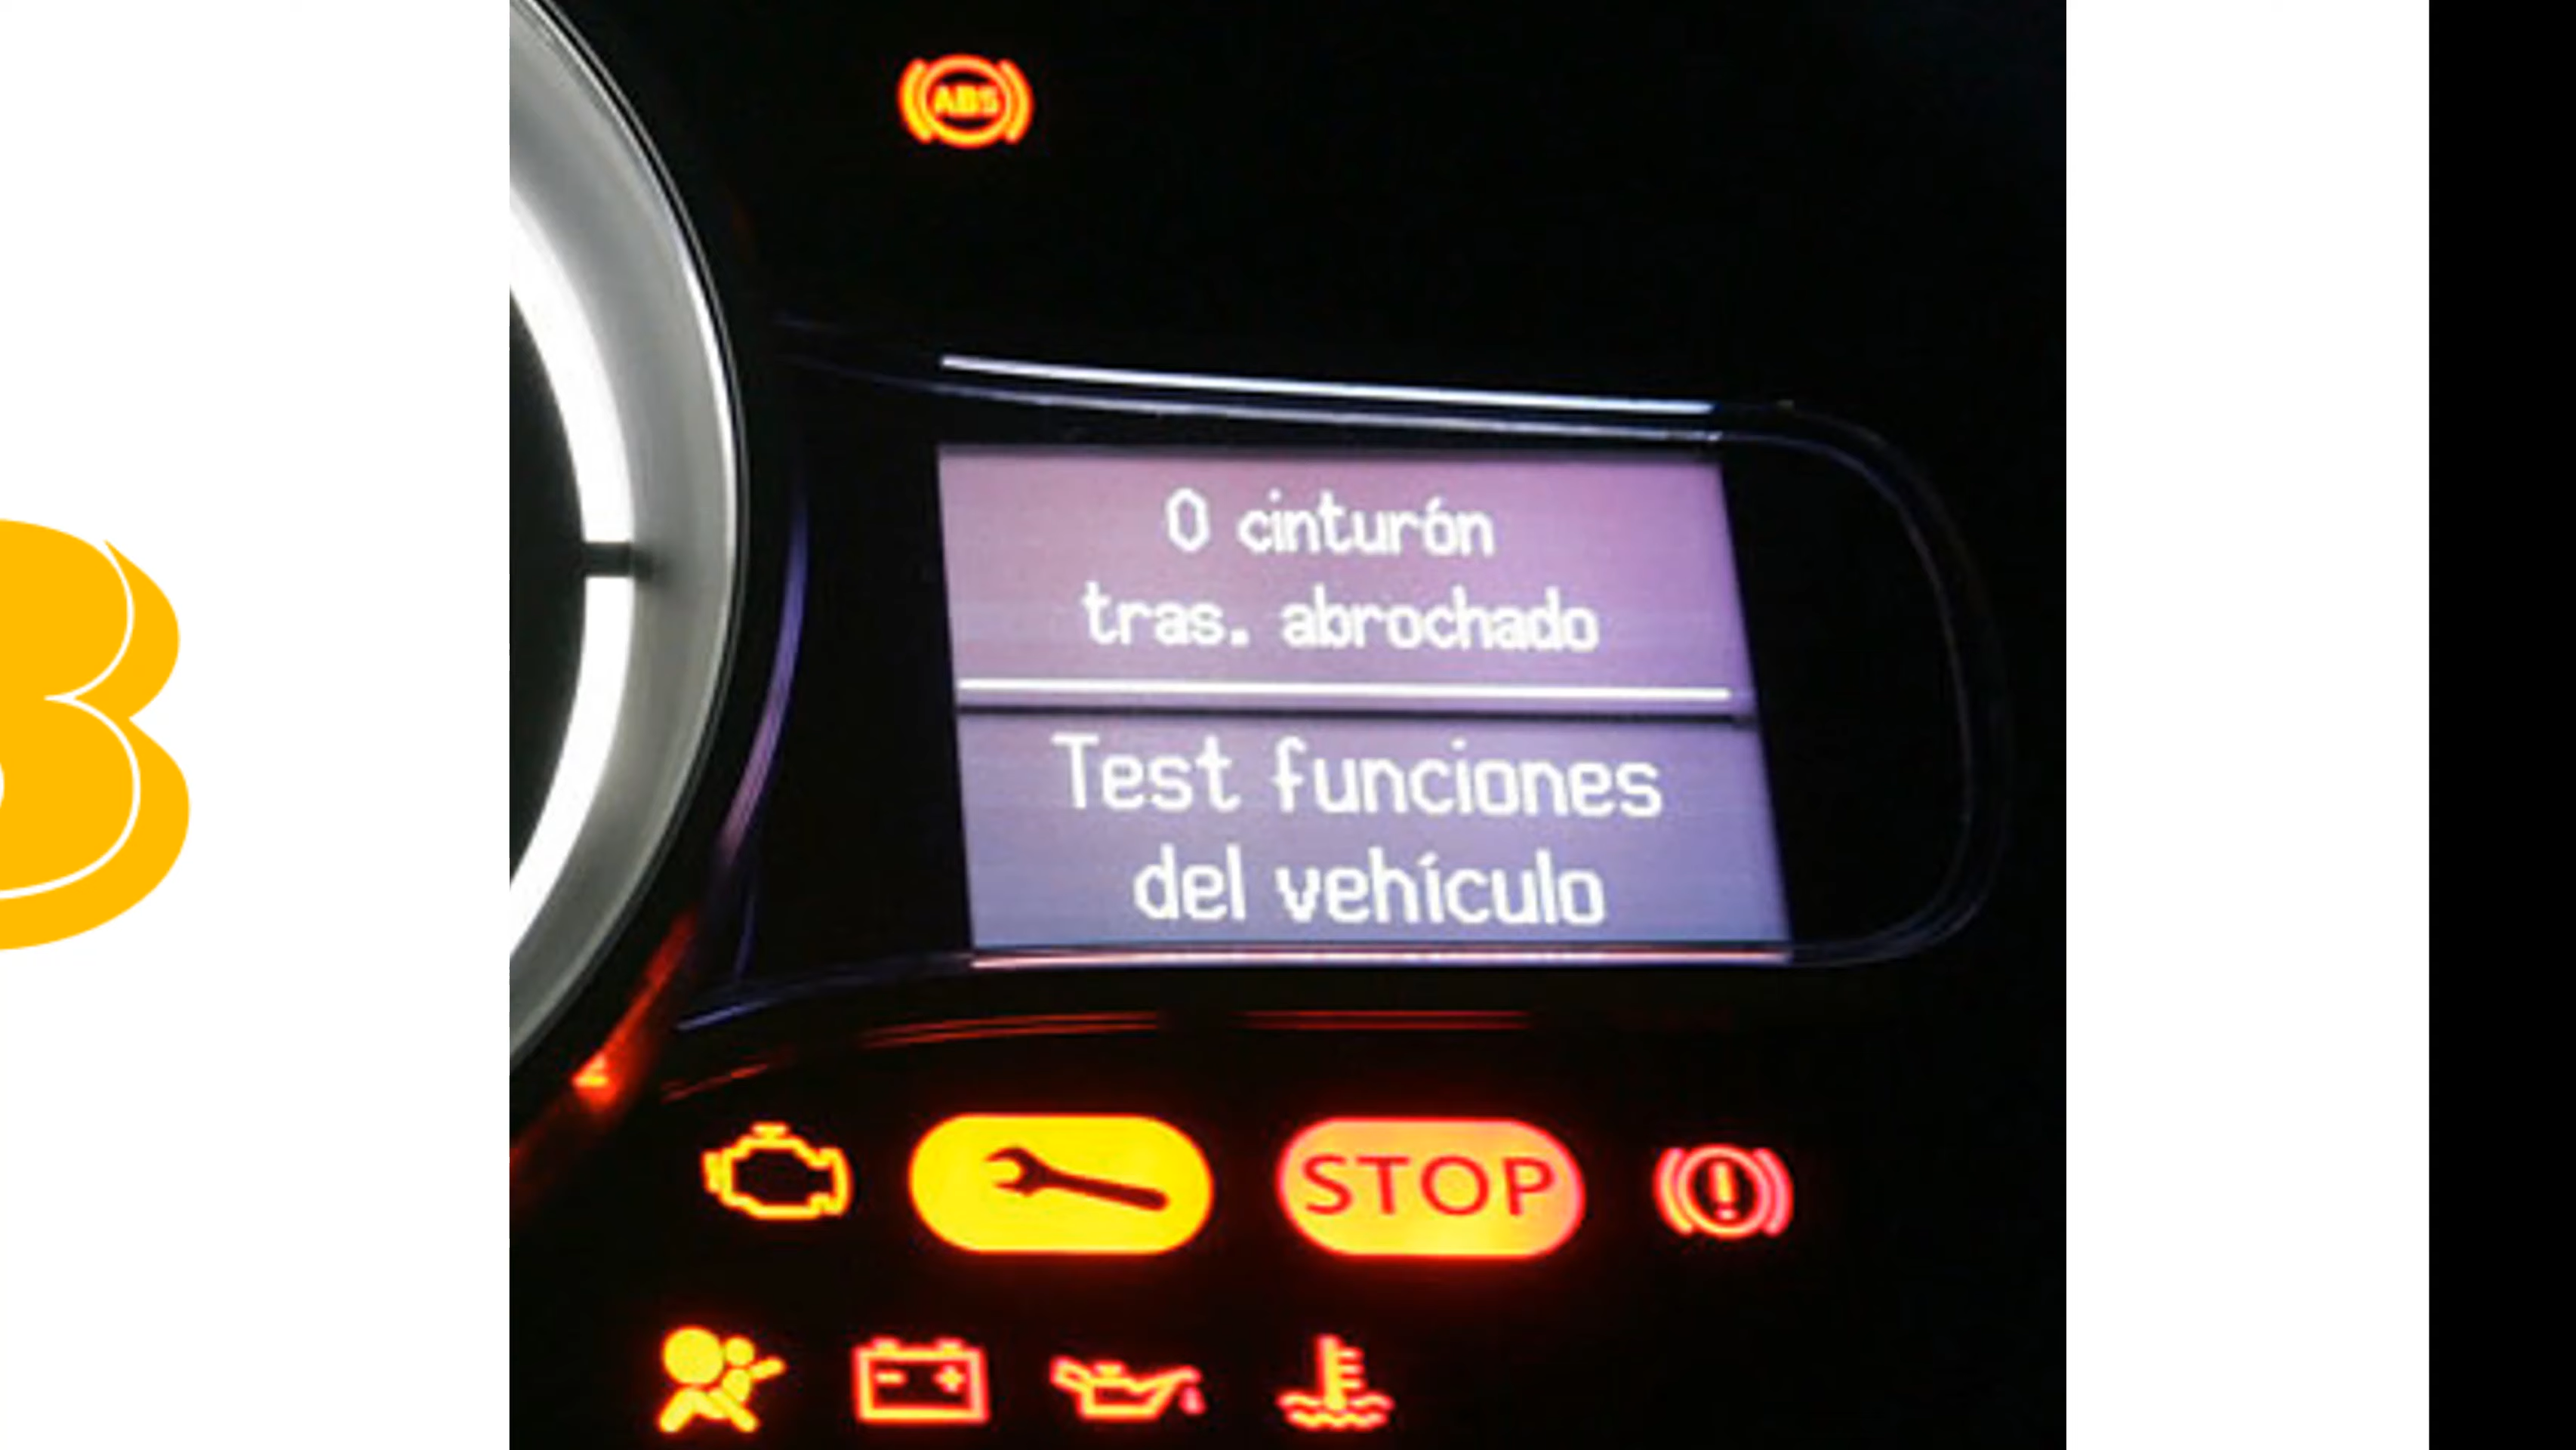 ABS
0 cinturón
tras. abrochado
Test funciones
del vehículo
STOP